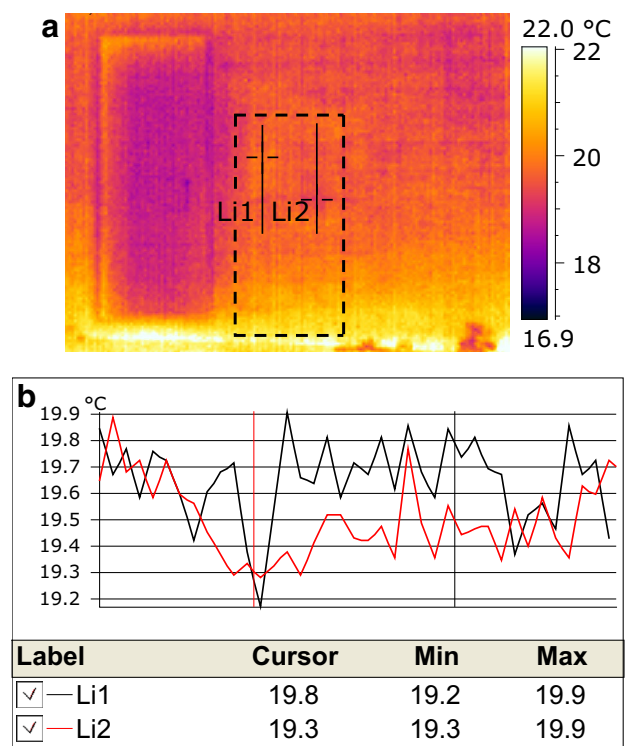 a
22.0 °C
22
20
18
16.9
Li1 Li2
b
°C
19.9
19.8
19.7
19.6
19.5
19.4
19.3
19.2
Label Cursor Min Max
Li1 19.8 19.2 19.9
Li2 19.3 19.3 19.9